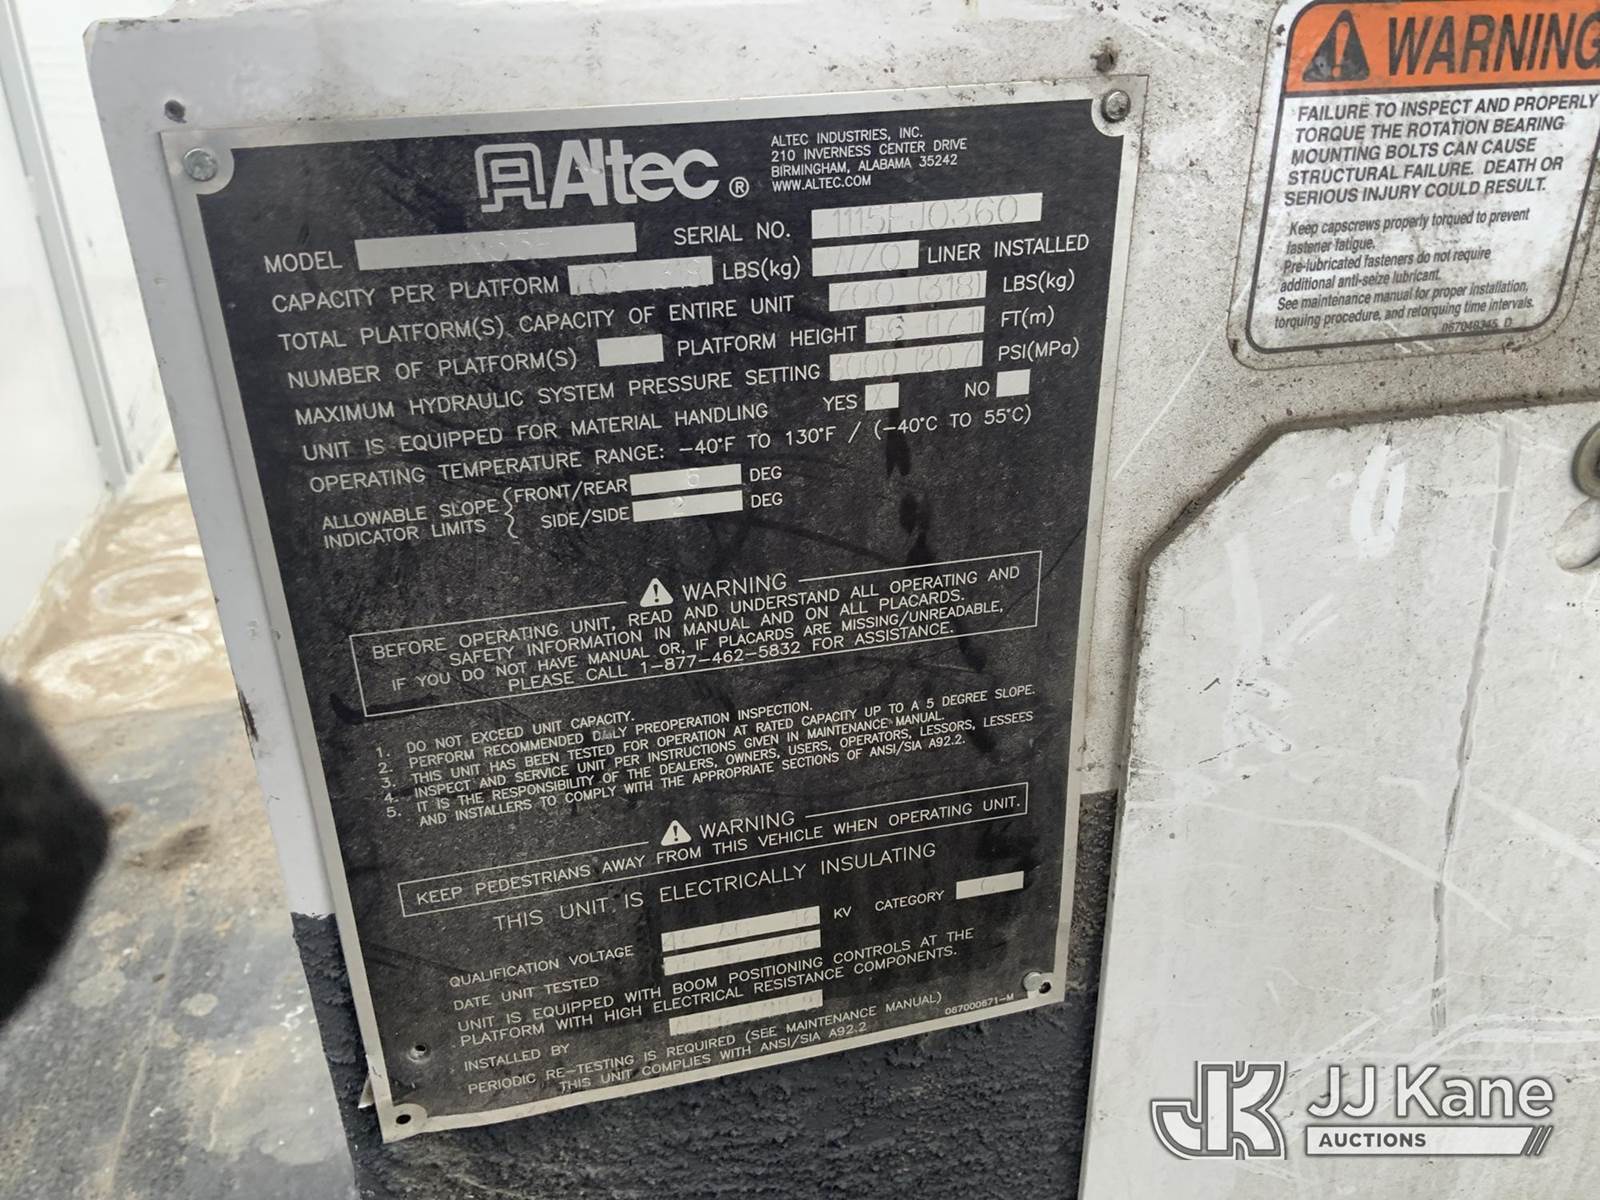 Altec ®
ALTEC INDUSTRIES, INC.
210 INVERNESS CENTER DRIVE
BIRMINGHAM, ALABAMA 35242
WWW.ALTEC.COM
MODEL SERIAL NO. 1115FJ0360
CAPACITY PER PLATFORM LBS(kg) LINER INSTALLED
TOTAL PLATFORM(S) CAPACITY OF ENTIRE UNIT 700 (318) LBS(kg)
NUMBER OF PLATFORM(S) PLATFORM HEIGHT 56 (17.1) FT(m)
MAXIMUM HYDRAULIC SYSTEM PRESSURE SETTING 3000 (20.7) PSI(MPa)
UNIT IS EQUIPPED FOR MATERIAL HANDLING YES X NO
OPERATING TEMPERATURE RANGE: -40°F TO 130°F / (-40°C TO 55°C)
ALLOWABLE SLOPE INDICATOR LIMITS
FRONT/REAR 5 DEG
SIDE/SIDE 2 DEG
WARNING
BEFORE OPERATING UNIT, READ AND UNDERSTAND ALL OPERATING AND
SAFETY INFORMATION IN MANUAL AND ON ALL PLACARDS.
IF YOU DO NOT HAVE MANUAL OR, IF PLACARDS ARE MISSING/UNREADABLE,
PLEASE CALL 1-877-462-5832 FOR ASSISTANCE.
1. DO NOT EXCEED UNIT CAPACITY.
2. PERFORM RECOMMENDED DAILY PREOPERATION INSPECTION.
3. THIS UNIT HAS BEEN TESTED FOR OPERATION AT RATED CAPACITY UP TO A 5 DEGREE SLOPE.
4. INSPECT AND SERVICE UNIT PER INSTRUCTIONS GIVEN IN MAINTENANCE MANUAL.
5. IT IS THE RESPONSIBILITY OF THE DEALERS, OWNERS, USERS, OPERATORS, LESSORS, LESSEES
AND INSTALLERS TO COMPLY WITH THE APPROPRIATE SECTIONS OF ANSI/SIA A92.2.
WARNING
KEEP PEDESTRIANS AWAY FROM THIS VEHICLE WHEN OPERATING UNIT.
THIS UNIT IS ELECTRICALLY INSULATING
QUALIFICATION VOLTAGE KV CATEGORY C
DATE UNIT TESTED
UNIT IS EQUIPPED WITH BOOM POSITIONING CONTROLS AT THE
PLATFORM WITH HIGH ELECTRICAL RESISTANCE COMPONENTS.
INSTALLED BY
PERIODIC RE-TESTING IS REQUIRED (SEE MAINTENANCE MANUAL)
THIS UNIT COMPLIES WITH ANSI/SIA A92.2
067000671-M
WARNING
FAILURE TO INSPECT AND PROPERLY
TORQUE THE ROTATION BEARING
MOUNTING BOLTS CAN CAUSE
STRUCTURAL FAILURE. DEATH OR
SERIOUS INJURY COULD RESULT.
Keep capscrews properly torqued to prevent
fastener fatigue.
Pre-lubricated fasteners do not require
additional anti-seize lubricant.
See maintenance manual for proper installation,
torquing procedure, and retorquing time intervals.
067048345 D
JK JJ Kane
AUCTIONS